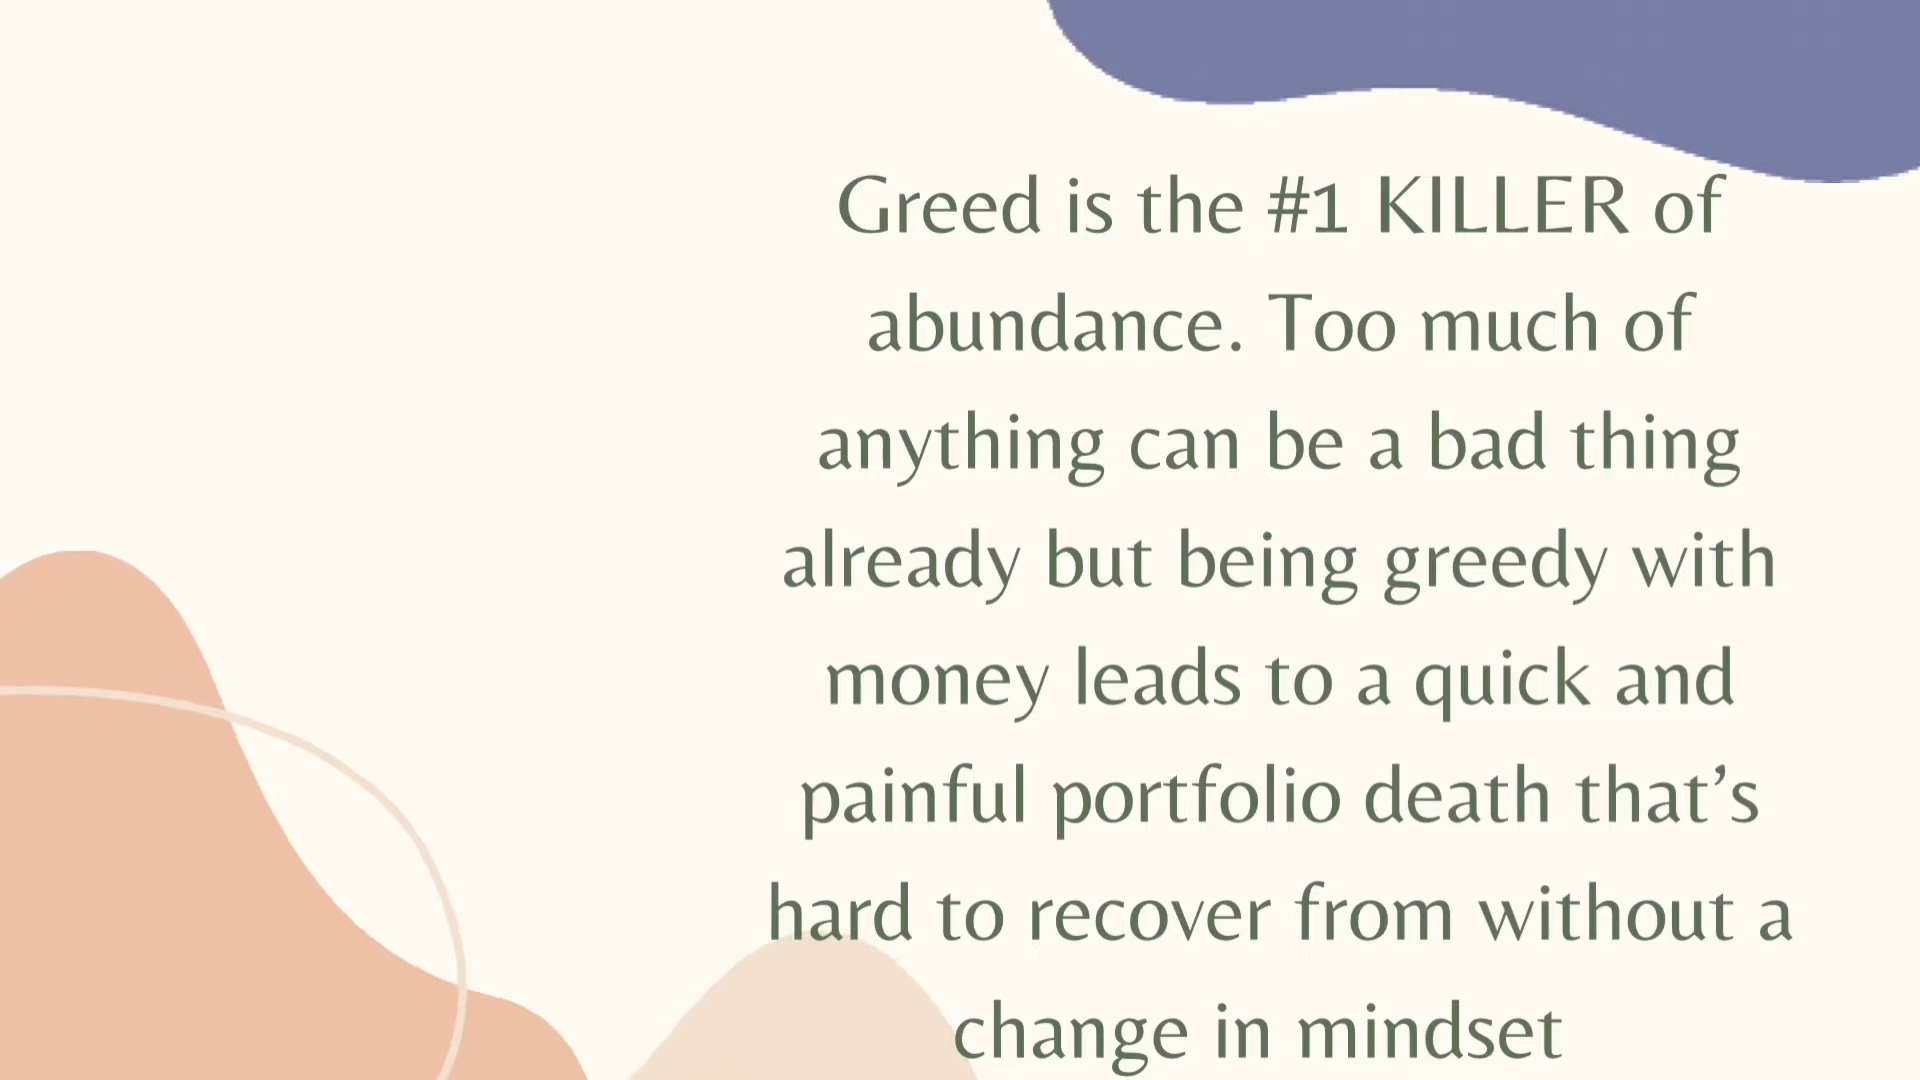 Greed is the #1 KILLER of
abundance. Too much of
anything can be a bad thing
already but being greedy with
money leads to a quick and
painful portfolio death that’s
hard to recover from without a
change in mindset